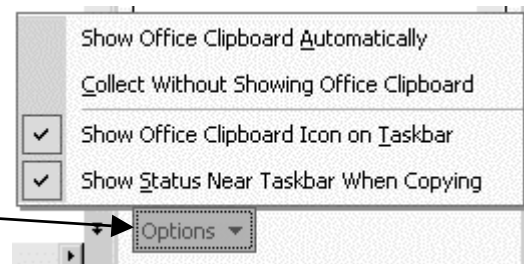 Show Office Clipboard Automatically
Collect Without Showing Office Clipboard
Show Office Clipboard Icon on Taskbar
Show Status Near Taskbar When Copying
Options